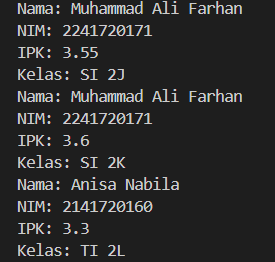 Nama: Muhammad Ali Farhan
NIM: 2241720171
IPK: 3.55
Kelas: SI 2J
Nama: Muhammad Ali Farhan
NIM: 2241720171
IPK: 3.6
Kelas: SI 2K
Nama: Anisa Nabila
NIM: 2141720160
IPK: 3.3
Kelas: TI 2L